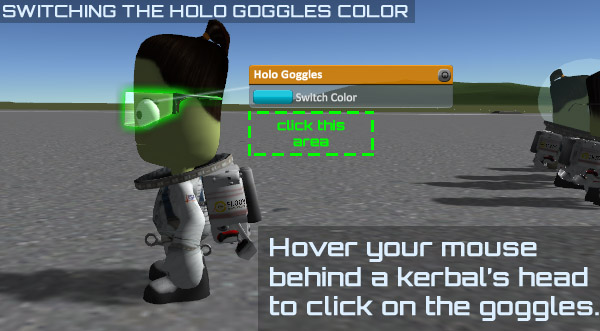 SWITCHING THE HOLO GOGGLES COLOR
Holo Goggles
Switch Color
click this
area
Hover your mouse
behind a kerbal's head
to click on the goggles.